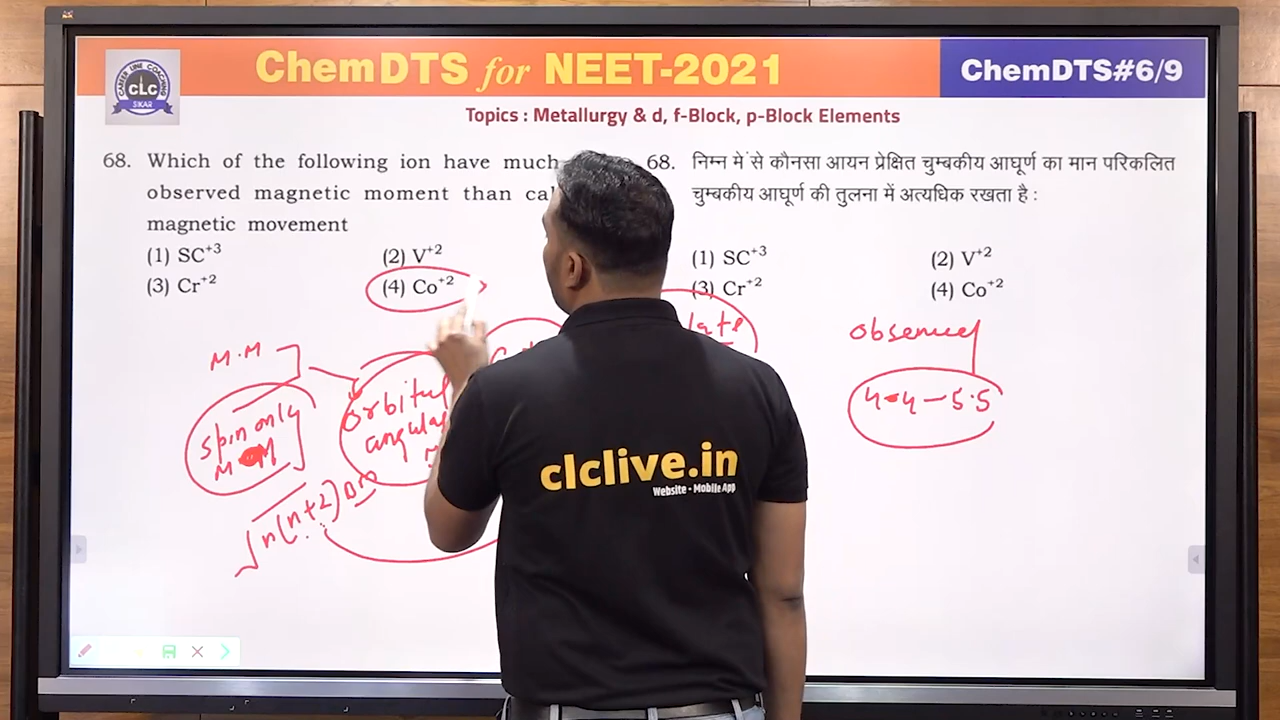 ChemDTS for NEET-2021
ChemDTS#6/9
CAREER LINE COACHING
CLC
SIKAR
Topics : Metallurgy & d, f-Block, p-Block Elements
68. Which of the following ion have much
observed magnetic moment than
magnetic movement
(1) SC+3 (2) V+2
(3) Cr+2 (4) Co+2
68. निम्न में से कौनसा आयन प्रेक्षित चुम्बकीय आघूर्ण का मान परिकलित
चुम्बकीय आघूर्ण की तुलना में अत्यधिक रखता है :
(1) SC+3 (2) V+2
(3) Cr+2 (4) Co+2
M.M
spin only
M M
orbital
√n(n+2) BM
observed
4.4-5.5
clclive.in
Website • Mobile App